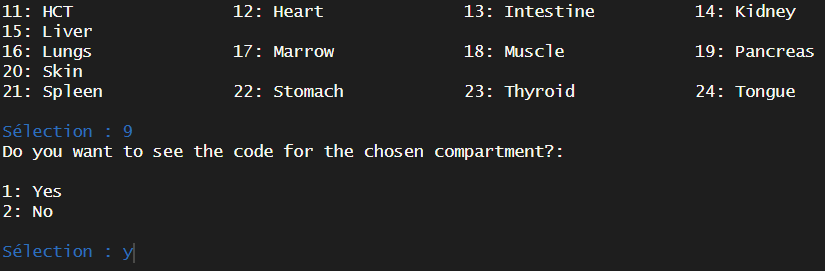 11: HCT 12: Heart 13: Intestine 14: Kidney
15: Liver
16: Lungs 17: Marrow 18: Muscle 19: Pancreas
20: Skin
21: Spleen 22: Stomach 23: Thyroid 24: Tongue
Sélection : 9
Do you want to see the code for the chosen compartment?:
1: Yes
2: No
Sélection : y